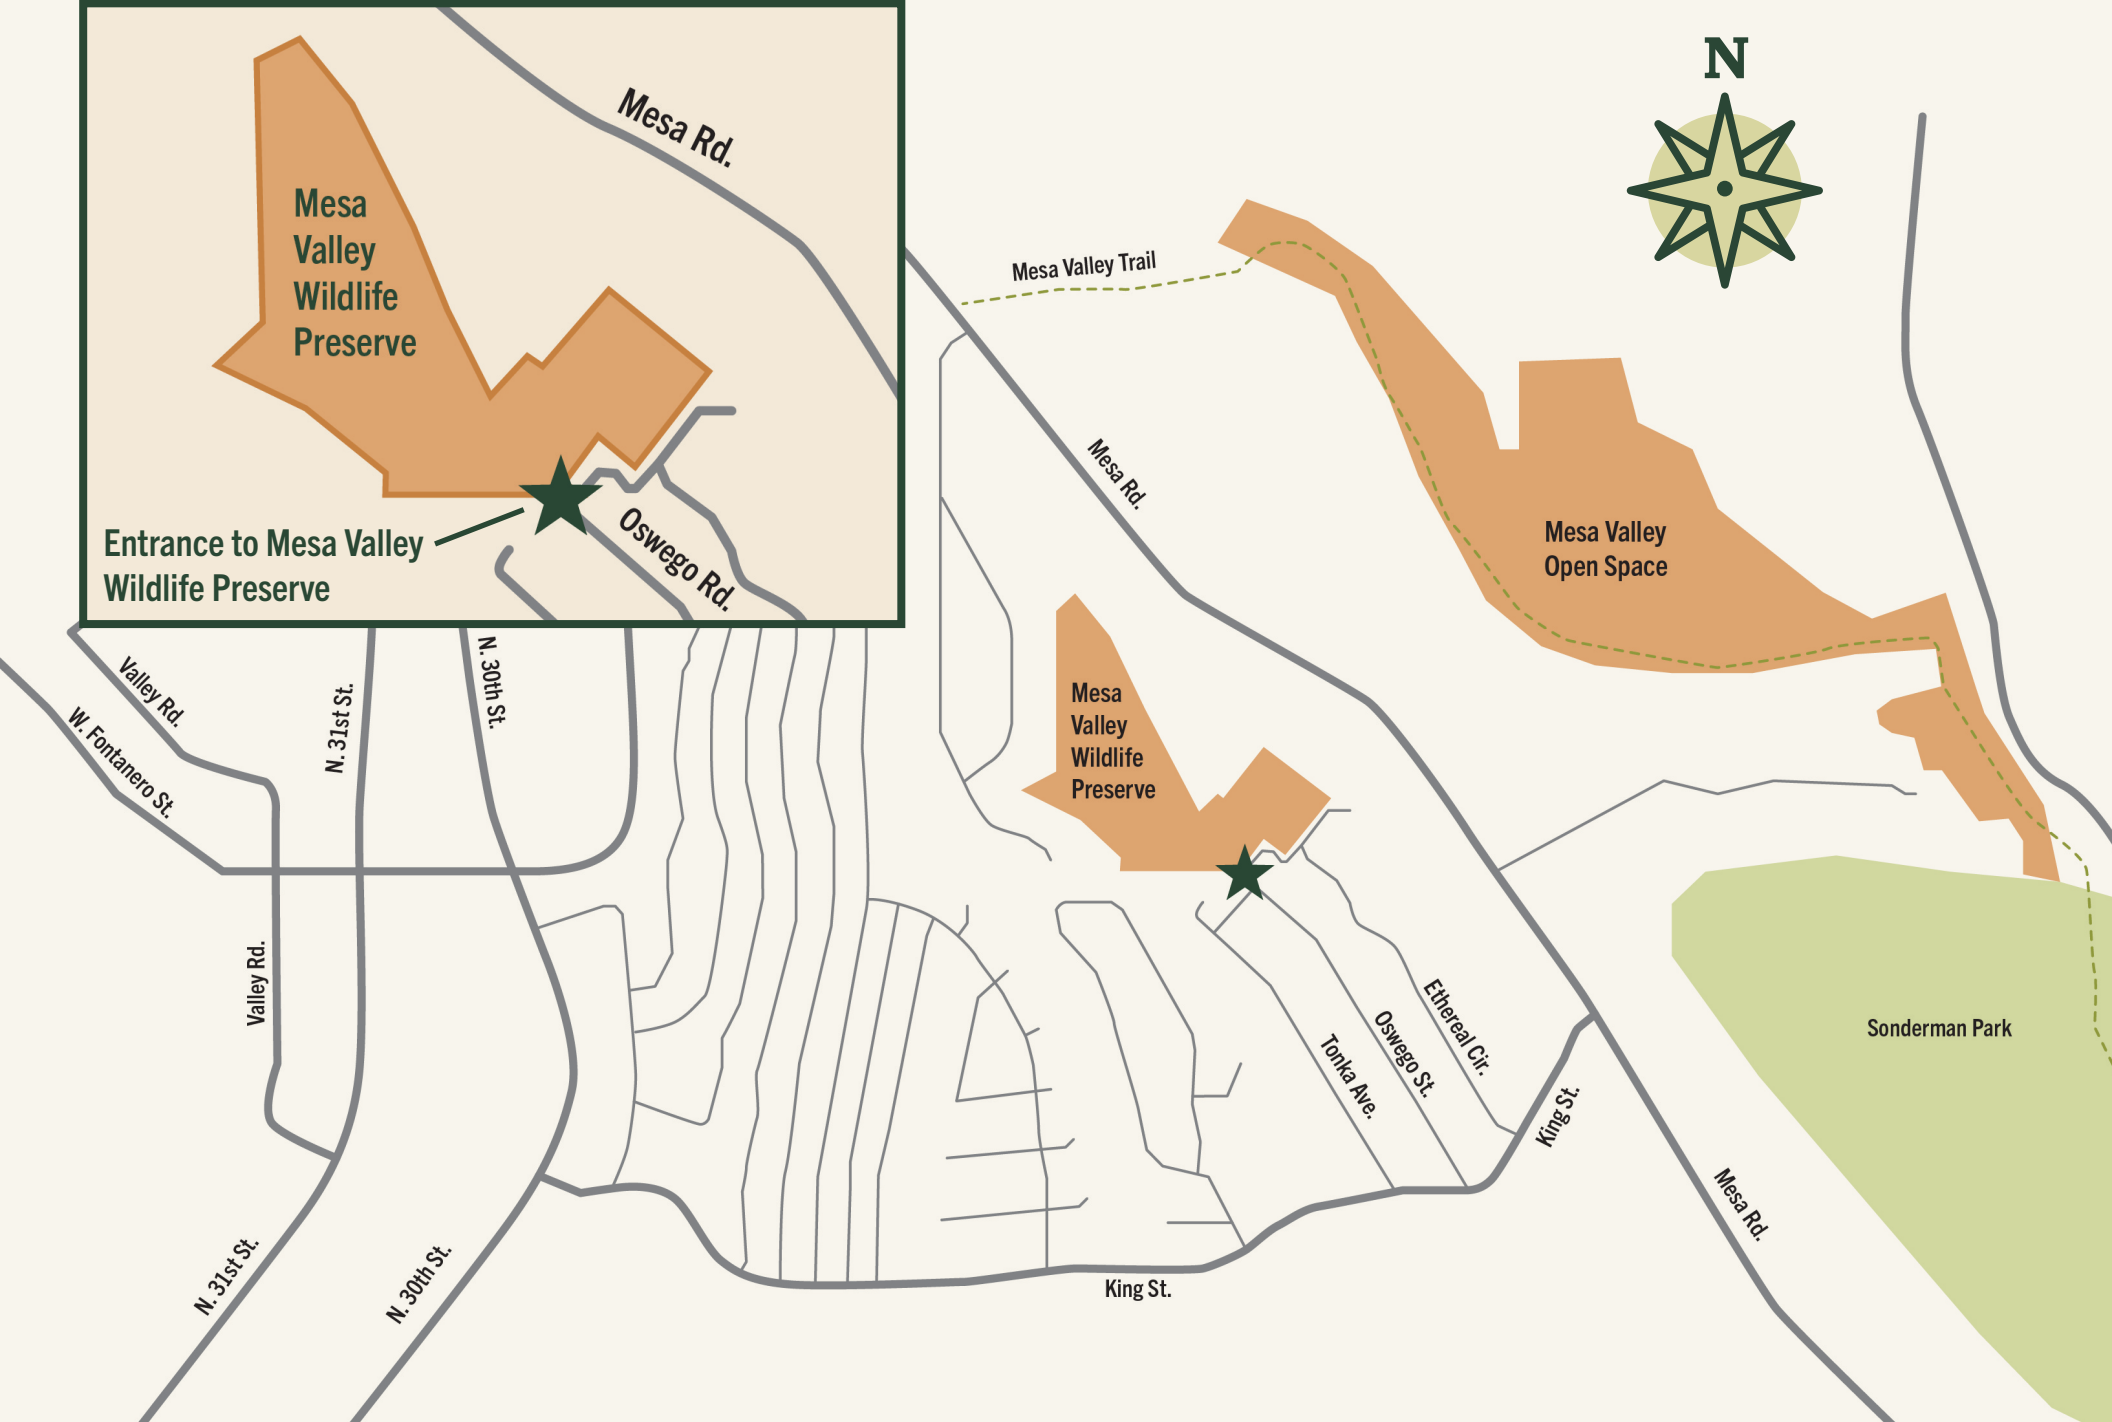 Mesa Rd.
Mesa
Valley
Wildlife
Preserve
Oswego Rd.
Entrance to Mesa Valley
Wildlife Preserve
N
Mesa Valley Trail
Mesa Rd.
Mesa Valley
Open Space
Mesa
Valley
Wildlife
Preserve
Valley Rd.
W. Fontanero St.
N. 31st St.
N. 30th St.
Valley Rd.
Ethereal Cir.
Oswego St.
Tonka Ave.
Sonderman Park
King St.
Mesa Rd.
N. 31st St.
N. 30th St.
King St.